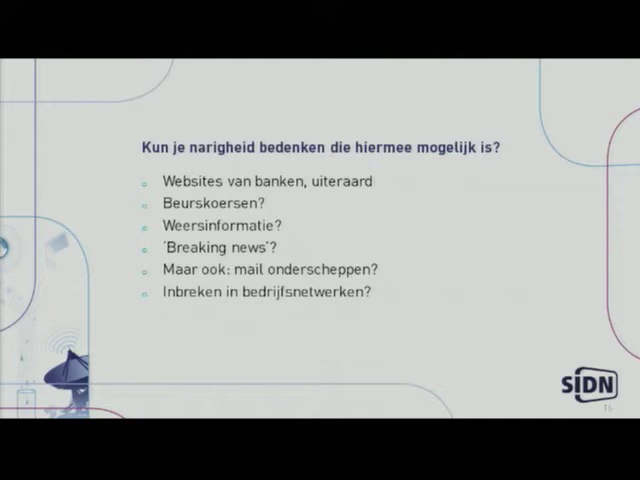 Kun je narigheid bedenken die hiermee mogelijk is?
Websites van banken, uiteraard
Beurskoersen?
Weersinformatie?
'Breaking news'?
Maar ook: mail onderscheppen?
Inbreken in bedrijfsnetwerken?
SIDN
16